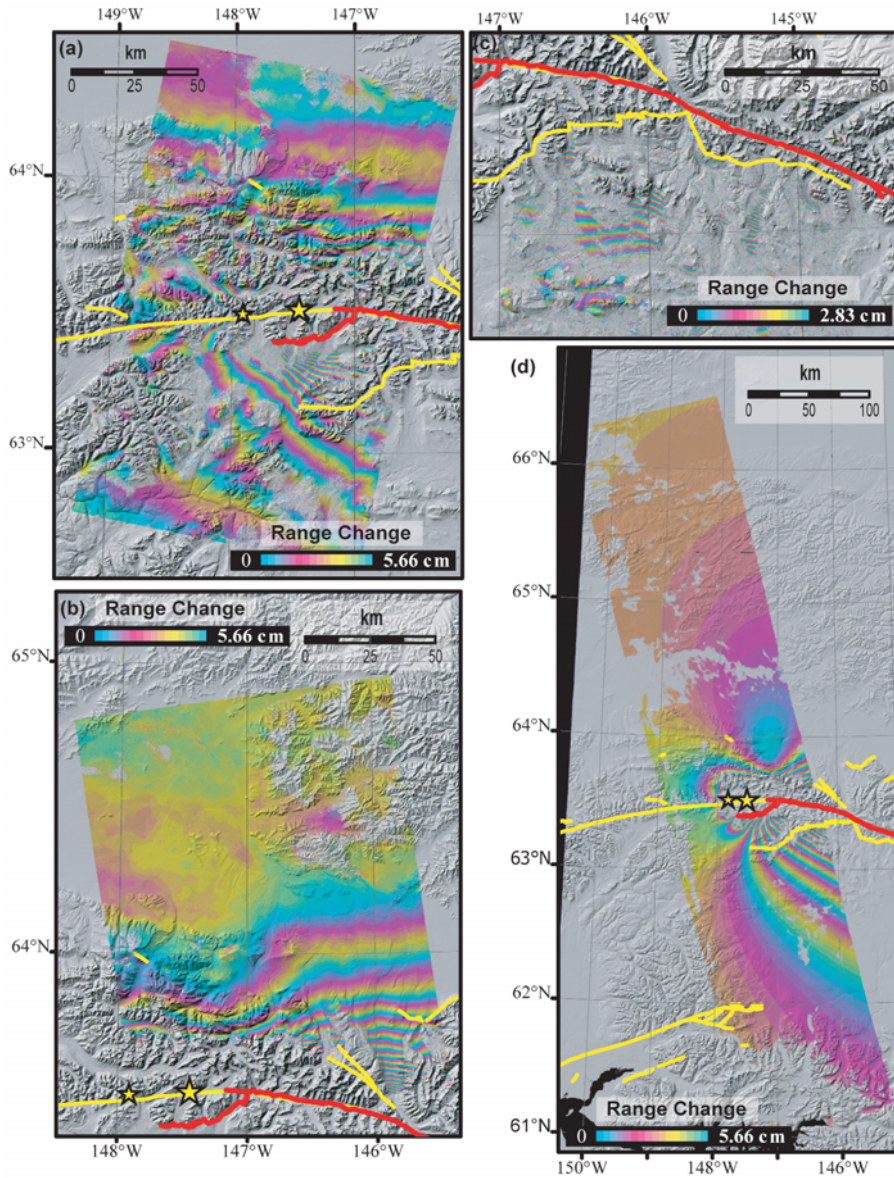 149°W 148°W 147°W
(a)
km
0 25 50
64°N
63°N
Range Change
0 5.66 cm
147°W 146°W 145°W
(c)
km
0 25 50
Range Change
0 2.83 cm
(b)
Range Change
0 5.66 cm
km
0 25 50
65°N
64°N
148°W 147°W 146°W
(d)
km
0 50 100
66°N
65°N
64°N
63°N
62°N
61°N
Range Change
0 5.66 cm
150°W 148°W 146°W